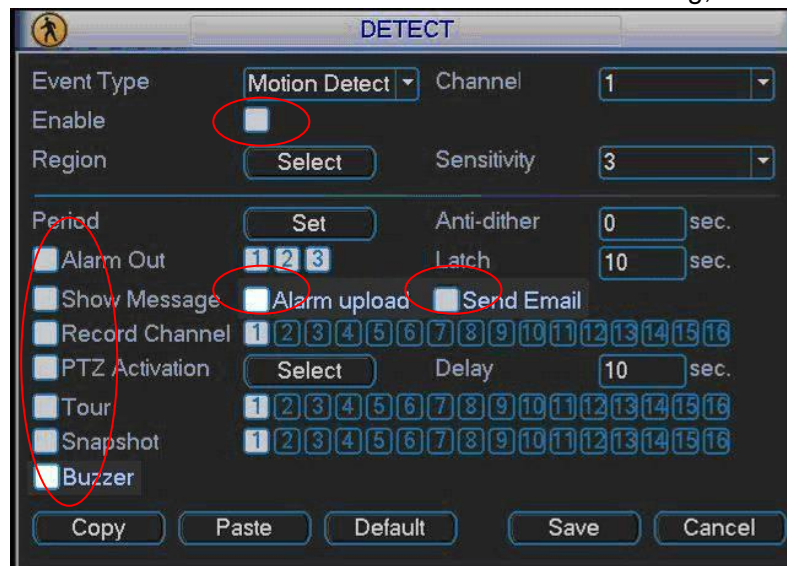 DETECT
Event Type Motion Detect Channel 1
Enable
Region Select Sensitivity 3
Period Set Anti-dither 0 sec.
Alarm Out 1 2 3 Latch 10 sec.
Show Message Alarm upload Send Email
Record Channel 1 2 3 4 5 6 7 8 9 10 11 12 13 14 15 16
PTZ Activation Select Delay 10 sec.
Tour 1 2 3 4 5 6 7 8 9 10 11 12 13 14 15 16
Snapshot 1 2 3 4 5 6 7 8 9 10 11 12 13 14 15 16
Buzzer
Copy Paste Default Save Cancel